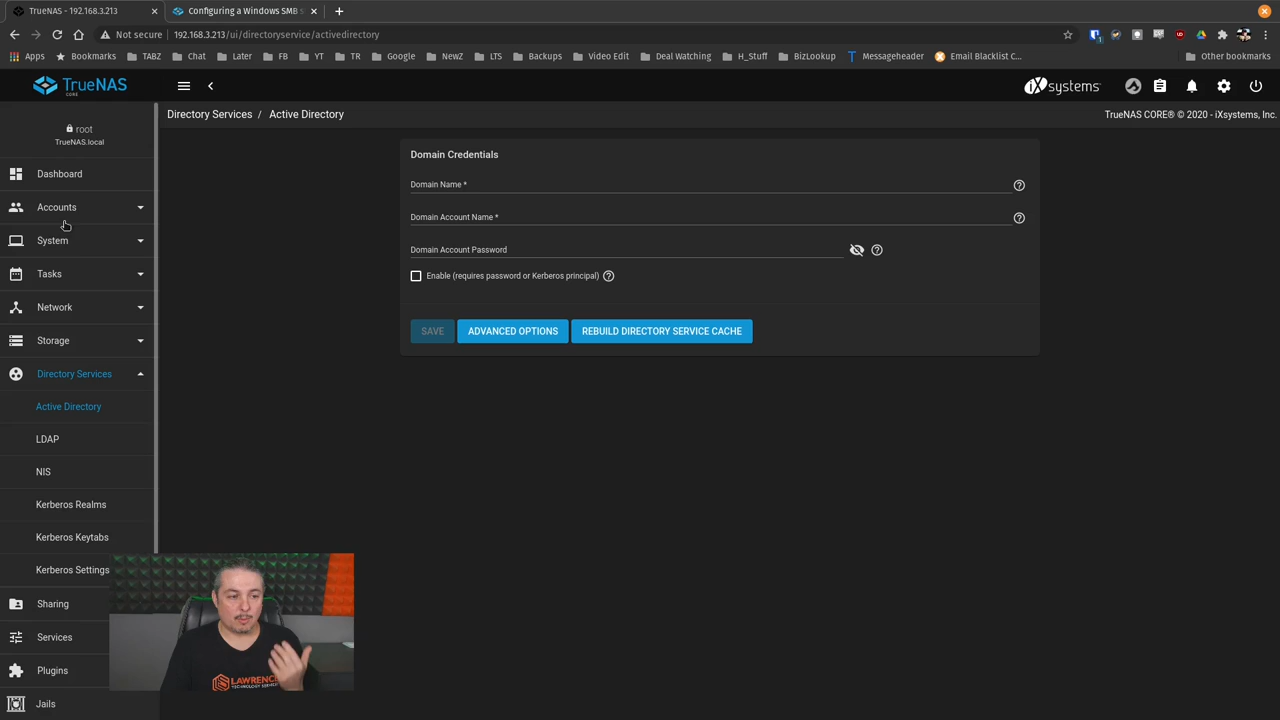 TrueNAS - 192.168.3.213
Configuring a Windows SMB s
Not secure
192.168.3.213/ui/directoryservice/activedirectory
Apps
Bookmarks
TABZ
Chat
Later
FB
YT
TR
Google
NewZ
LTS
Backups
Video Edit
Deal Watching
H_Stuff
BizLookup
Messageheader
Email Blacklist C...
Other bookmarks
TrueNAS
CORE
iXsystems
Directory Services / Active Directory
TrueNAS CORE® © 2020 - iXsystems, Inc.
root
TrueNAS.local
Dashboard
Accounts
System
Tasks
Network
Storage
Directory Services
Active Directory
LDAP
NIS
Kerberos Realms
Kerberos Keytabs
Kerberos Settings
Sharing
Services
Plugins
Jails
Domain Credentials
Domain Name *
Domain Account Name *
Domain Account Password
Enable (requires password or Kerberos principal)
SAVE
ADVANCED OPTIONS
REBUILD DIRECTORY SERVICE CACHE
LAWRENCE
TECHNOLOGY SERVICES